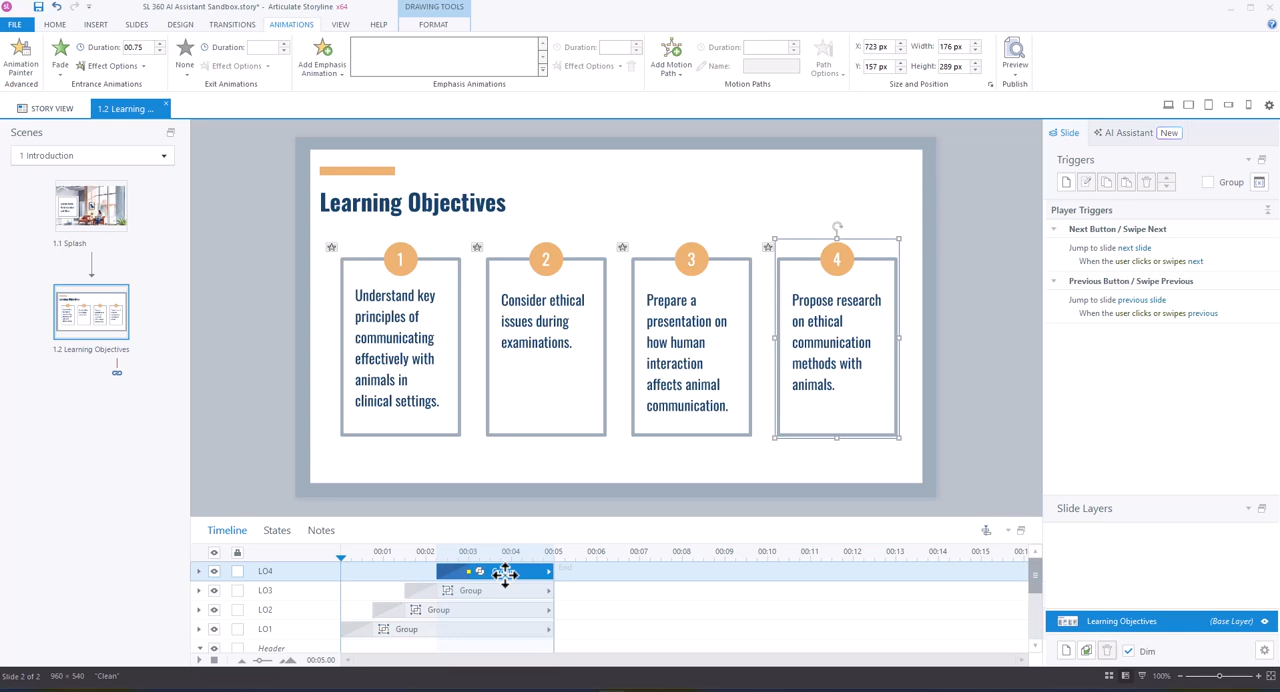 SL 360 AI Assistant Sandbox.story* - Articulate Storyline x64
DRAWING TOOLS
FILE HOME INSERT SLIDES DESIGN TRANSITIONS ANIMATIONS VIEW HELP FORMAT
Animation
Painter
Advanced
Fade
Duration: 00.75
Effect Options
Entrance Animations
None
Duration:
Effect Options
Exit Animations
Add Emphasis
Animation
Duration:
Effect Options
Emphasis Animations
Add Motion
Path
Duration:
Name:
Path
Options
Motion Paths
X: 723 px Width: 176 px
Y: 157 px Height: 289 px
Size and Position
Preview
Publish
STORY VIEW
1.2 Learning ...
Scenes
1 Introduction
1.1 Splash
1.2 Learning Objectives
Learning Objectives
1
Understand key
principles of
communicating
effectively with
animals in
clinical settings.
2
Consider ethical
issues during
examinations.
3
Prepare a
presentation on
how human
interaction
affects animal
communication.
4
Propose research
on ethical
communication
methods with
animals.
Slide
AI Assistant New
Triggers
Group
Player Triggers
Next Button / Swipe Next
Jump to slide next slide
When the user clicks or swipes next
Previous Button / Swipe Previous
Jump to slide previous slide
When the user clicks or swipes previous
Slide Layers
Learning Objectives (Base Layer)
Dim
Timeline States Notes
00:01 00:02 00:03 00:04 00:05 00:06 00:07 00:08 00:09 00:10 00:11 00:12 00:13 00:14 00:15
LO4
End
LO3 Group
LO2 Group
LO1 Group
Header
00:05.00
Slide 2 of 2 960 × 540 "Clean" 100%